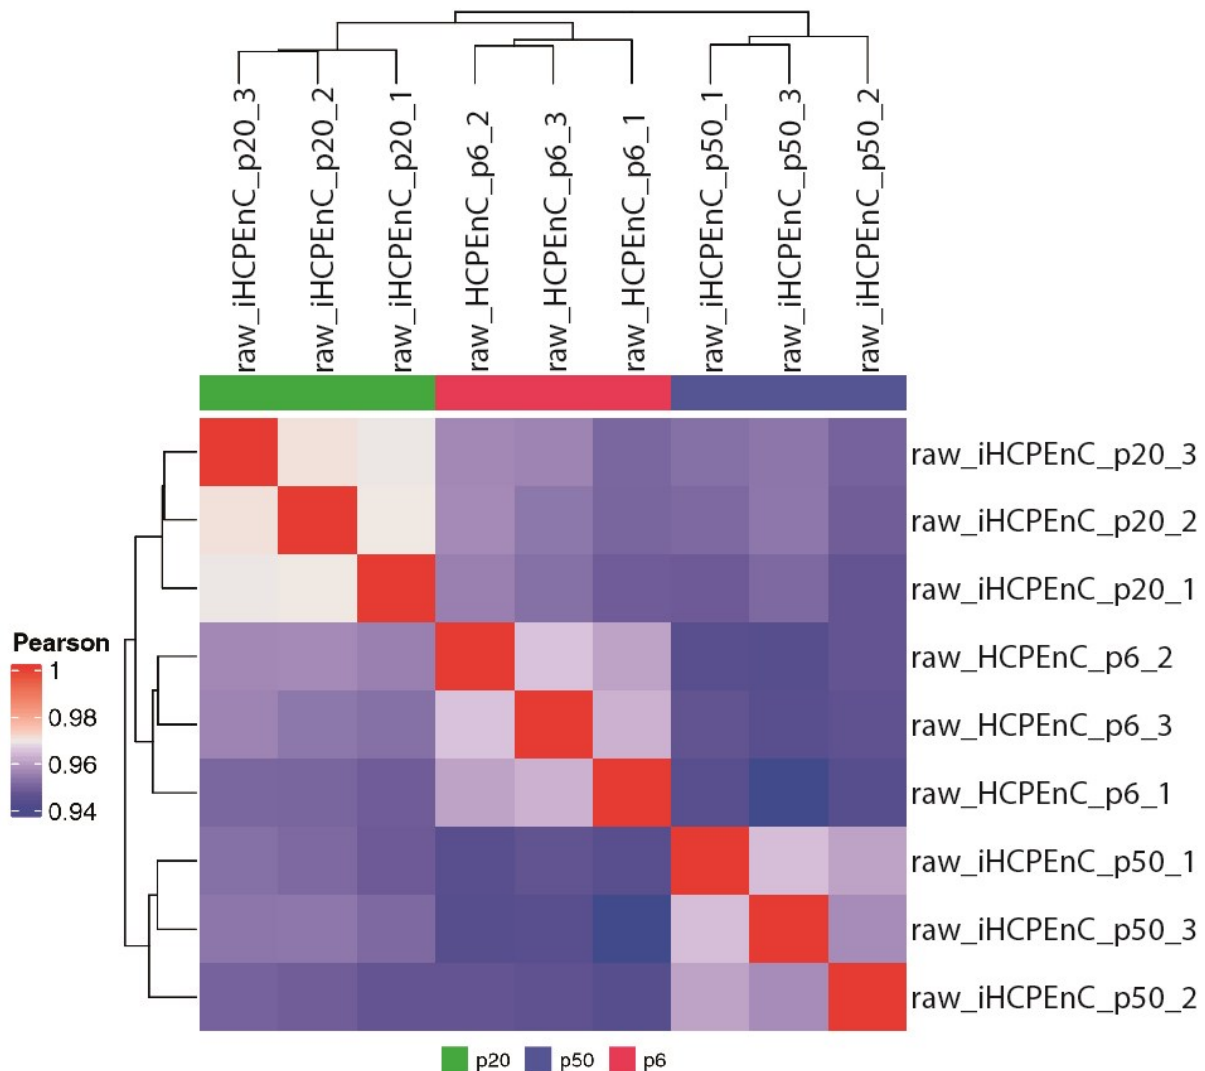 raw_iHCPEnC_p20_3
raw_iHCPEnC_p20_2
raw_iHCPEnC_p20_1
raw_HCPEnC_p6_2
raw_HCPEnC_p6_3
raw_HCPEnC_p6_1
raw_iHCPEnC_p50_1
raw_iHCPEnC_p50_3
raw_iHCPEnC_p50_2
raw_iHCPEnC_p20_3
raw_iHCPEnC_p20_2
raw_iHCPEnC_p20_1
raw_HCPEnC_p6_2
raw_HCPEnC_p6_3
raw_HCPEnC_p6_1
raw_iHCPEnC_p50_1
raw_iHCPEnC_p50_3
raw_iHCPEnC_p50_2
Pearson
1
0.98
0.96
0.94
p20 p50 p6